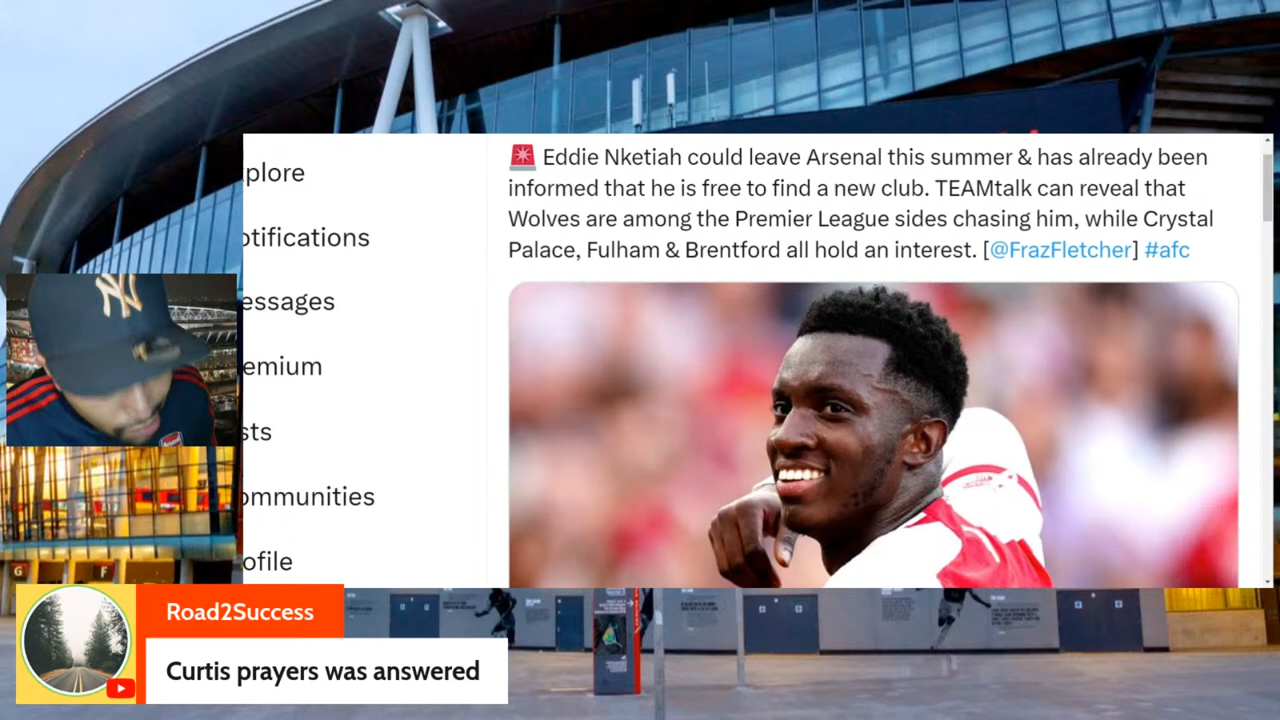 plore
otifications
essages
emium
sts
ommunities
ofile
🚨 Eddie Nketiah could leave Arsenal this summer & has already been
informed that he is free to find a new club. TEAMtalk can reveal that
Wolves are among the Premier League sides chasing him, while Crystal
Palace, Fulham & Brentford all hold an interest. [@FrazFletcher] #afc
NY
G
F
Road2Success
Curtis prayers was answered